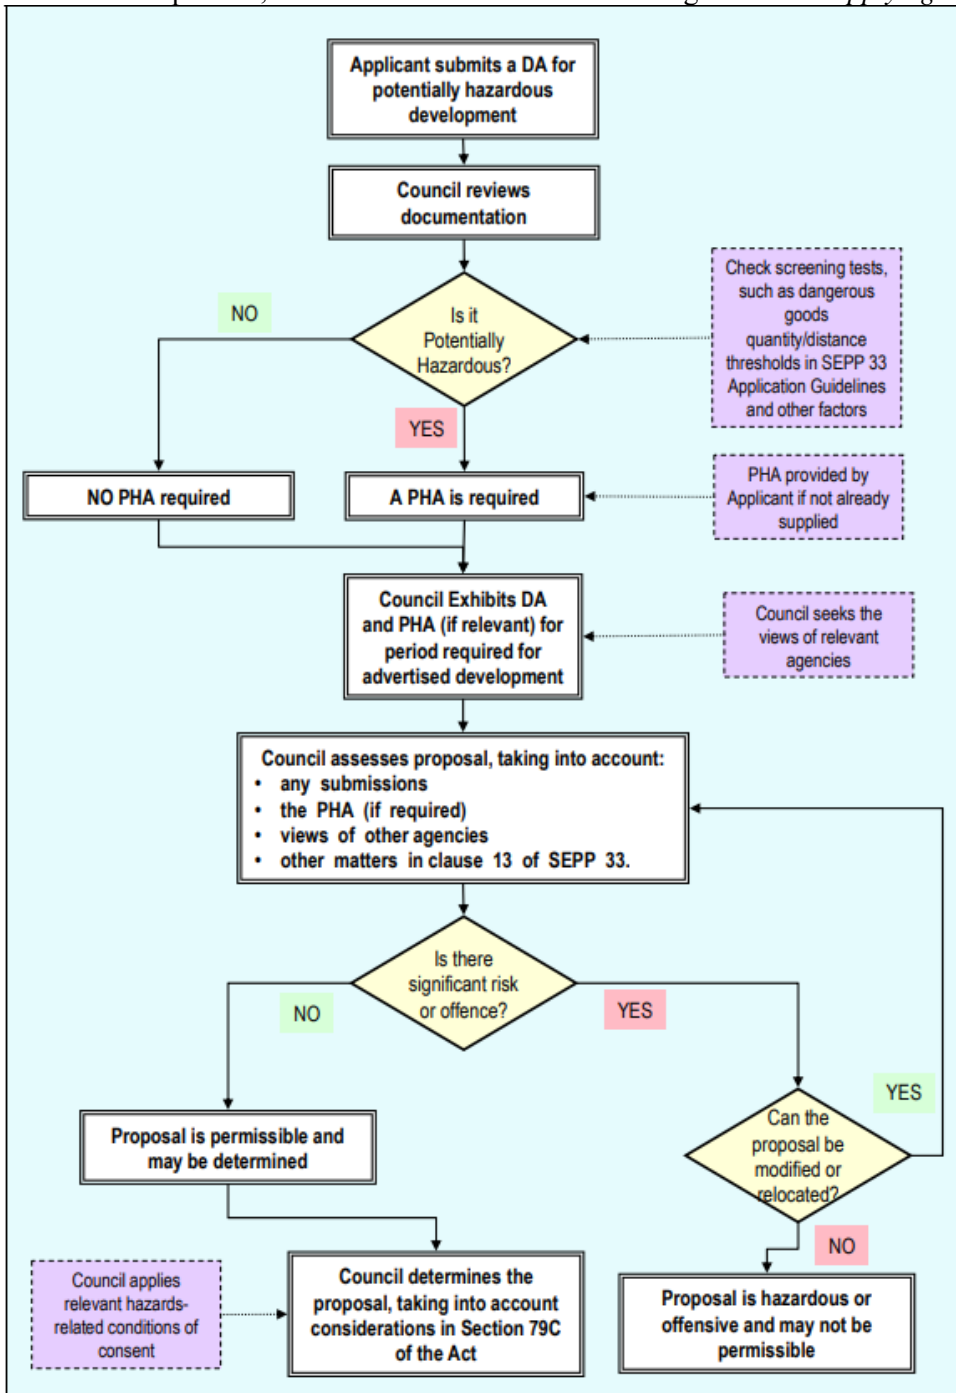 Applicant submits a DA for
potentially hazardous
development
Council reviews
documentation
Is it
Potentially
Hazardous?
NO
YES
Check screening tests,
such as dangerous
goods
quantity/distance
thresholds in SEPP 33
Application Guidelines
and other factors
NO PHA required
A PHA is required
PHA provided by
Applicant if not already
supplied
Council Exhibits DA
and PHA (if relevant) for
period required for
advertised development
Council seeks the
views of relevant
agencies
Council assesses proposal, taking into account:
• any submissions
• the PHA (if required)
• views of other agencies
• other matters in clause 13 of SEPP 33.
Is there
significant risk
or offence?
NO
YES
YES
Can the
proposal be
modified or
relocated?
NO
Proposal is permissible and
may be determined
Council applies
relevant hazards-
related conditions of
consent
Council determines the
proposal, taking into account
considerations in Section 79C
of the Act
Proposal is hazardous or
offensive and may not be
permissible